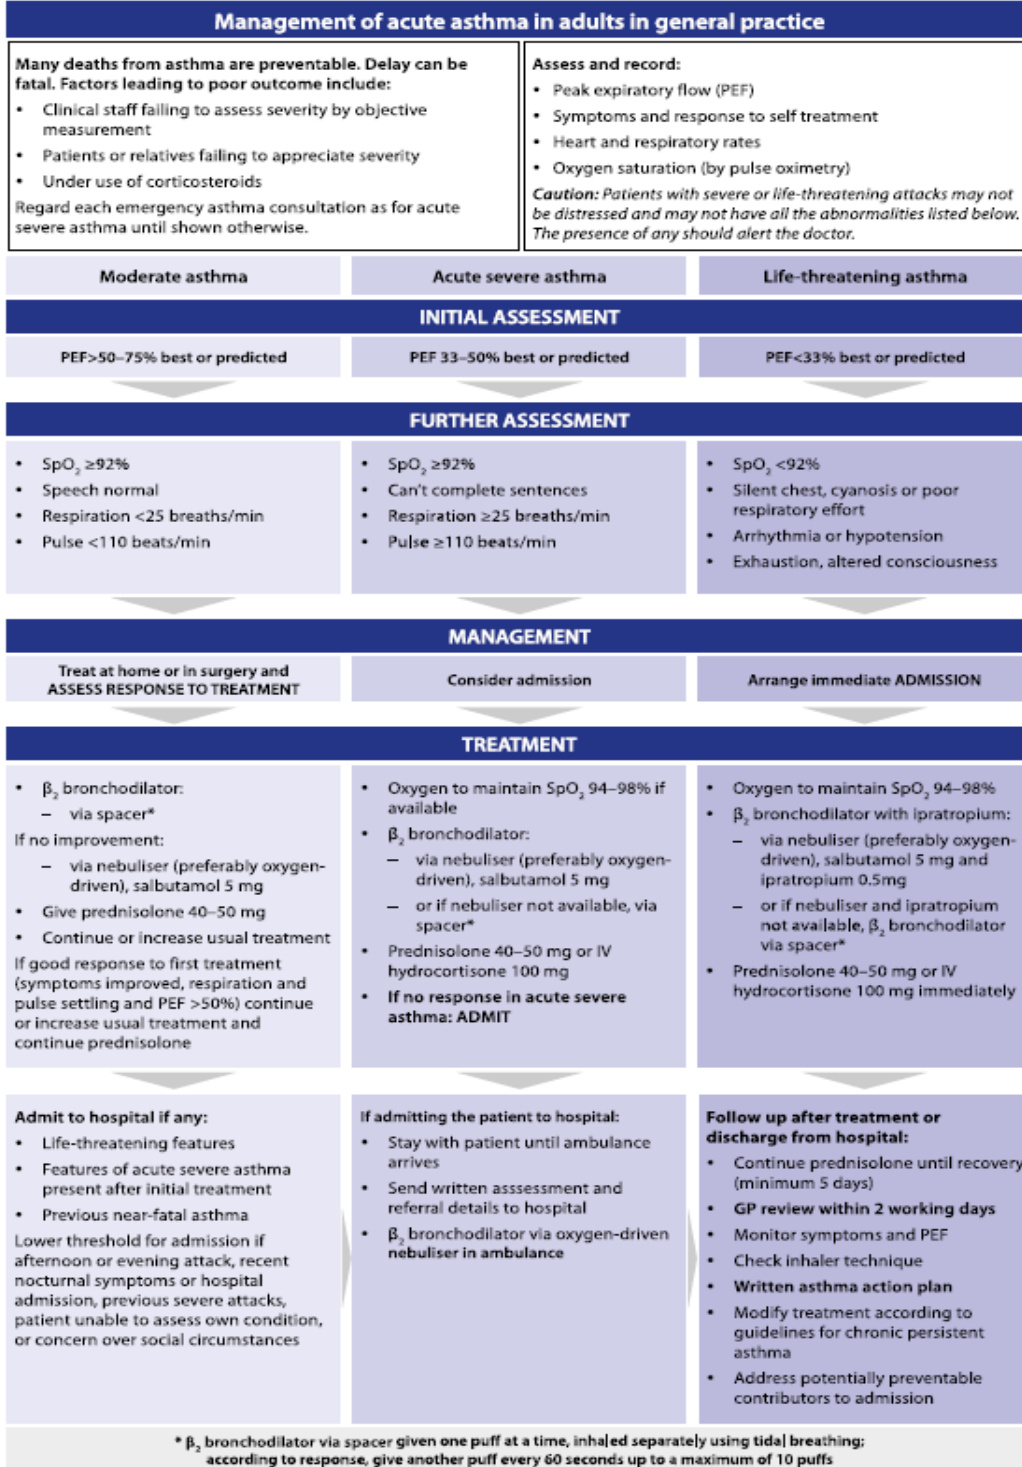 Management of acute asthma in adults in general practice
Many deaths from asthma are preventable. Delay can be
fatal. Factors leading to poor outcome include:
• Clinical staff failing to assess severity by objective
measurement
• Patients or relatives failing to appreciate severity
• Under use of corticosteroids
Regard each emergency asthma consultation as for acute
severe asthma until shown otherwise.
Assess and record:
• Peak expiratory flow (PEF)
• Symptoms and response to self treatment
• Heart and respiratory rates
• Oxygen saturation (by pulse oximetry)
Caution: Patients with severe or life-threatening attacks may not
be distressed and may not have all the abnormalities listed below.
The presence of any should alert the doctor.
Moderate asthma
Acute severe asthma
Life-threatening asthma
INITIAL ASSESSMENT
PEF>50–75% best or predicted
PEF 33–50% best or predicted
PEF<33% best or predicted
FURTHER ASSESSMENT
• SpO₂ ≥92%
• Speech normal
• Respiration <25 breaths/min
• Pulse <110 beats/min
• SpO₂ ≥92%
• Can't complete sentences
• Respiration ≥25 breaths/min
• Pulse ≥110 beats/min
• SpO₂ <92%
• Silent chest, cyanosis or poor
respiratory effort
• Arrhythmia or hypotension
• Exhaustion, altered consciousness
MANAGEMENT
Treat at home or in surgery and
ASSESS RESPONSE TO TREATMENT
Consider admission
Arrange immediate ADMISSION
TREATMENT
• β₂ bronchodilator:
– via spacer*
If no improvement:
– via nebuliser (preferably oxygen-
driven), salbutamol 5 mg
• Give prednisolone 40–50 mg
• Continue or increase usual treatment
If good response to first treatment
(symptoms improved, respiration and
pulse settling and PEF >50%) continue
or increase usual treatment and
continue prednisolone
• Oxygen to maintain SpO₂ 94–98% if
available
• β₂ bronchodilator:
– via nebuliser (preferably oxygen-
driven), salbutamol 5 mg
– or if nebuliser not available, via
spacer*
• Prednisolone 40–50 mg or IV
hydrocortisone 100 mg
• If no response in acute severe
asthma: ADMIT
• Oxygen to maintain SpO₂ 94–98%
• β₂ bronchodilator with ipratropium:
– via nebuliser (preferably oxygen-
driven), salbutamol 5 mg and
ipratropium 0.5mg
– or if nebuliser and ipratropium
not available, β₂ bronchodilator
via spacer*
• Prednisolone 40–50 mg or IV
hydrocortisone 100 mg immediately
Admit to hospital if any:
• Life-threatening features
• Features of acute severe asthma
present after initial treatment
• Previous near-fatal asthma
Lower threshold for admission if
afternoon or evening attack, recent
nocturnal symptoms or hospital
admission, previous severe attacks,
patient unable to assess own condition,
or concern over social circumstances
If admitting the patient to hospital:
• Stay with patient until ambulance
arrives
• Send written asssessment and
referral details to hospital
• β₂ bronchodilator via oxygen-driven
nebuliser in ambulance
Follow up after treatment or
discharge from hospital:
• Continue prednisolone until recovery
(minimum 5 days)
• GP review within 2 working days
• Monitor symptoms and PEF
• Check inhaler technique
• Written asthma action plan
• Modify treatment according to
guidelines for chronic persistent
asthma
• Address potentially preventable
contributors to admission
* β₂ bronchodilator via spacer given one puff at a time, inhaled separately using tidal breathing;
according to response, give another puff every 60 seconds up to a maximum of 10 puffs